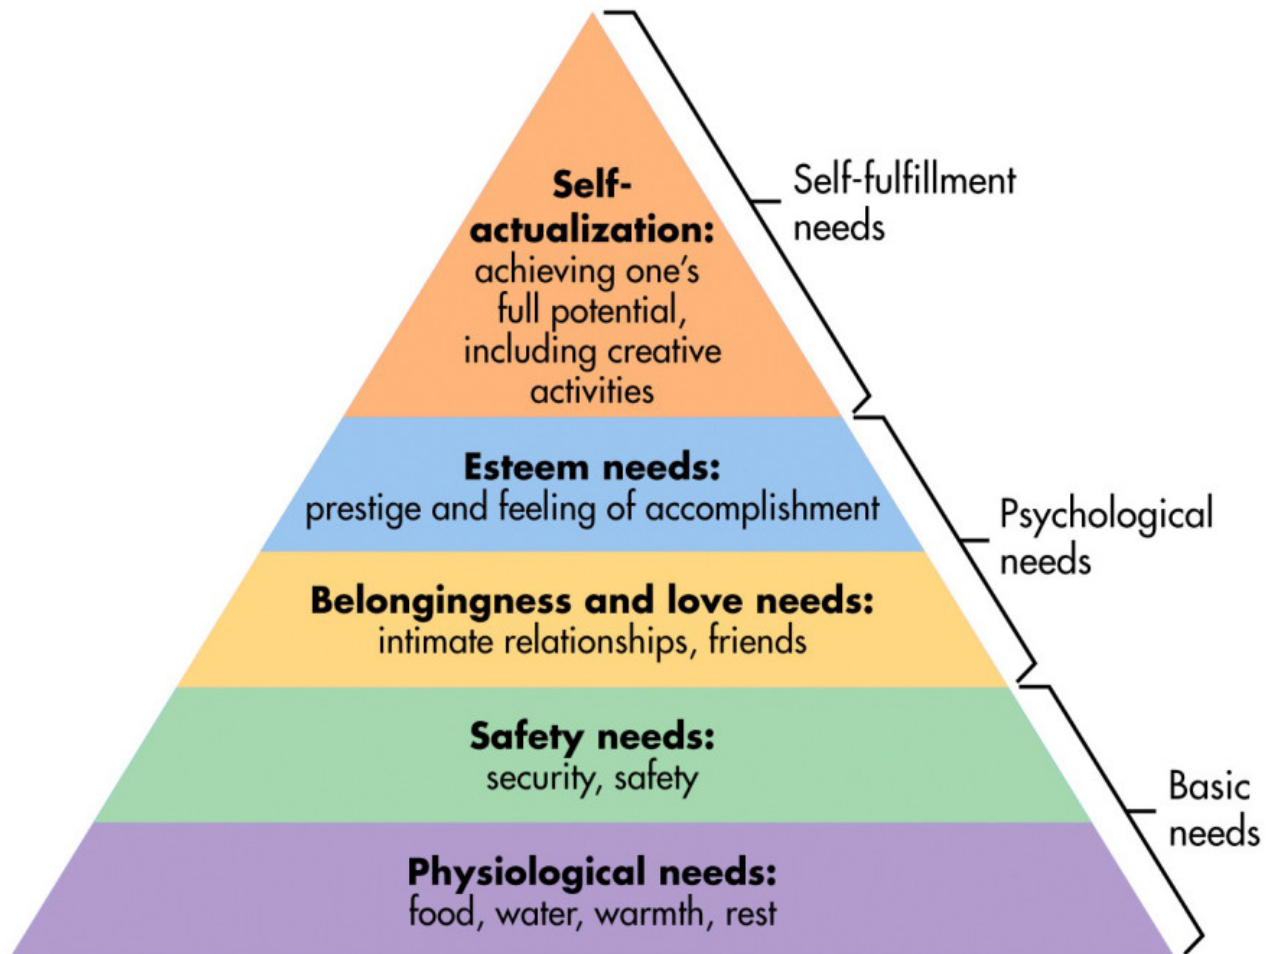 Self-
actualization:
achieving one's
full potential,
including creative
activities
Self-fulfillment
needs
Esteem needs:
prestige and feeling of accomplishment
Psychological
needs
Belongingness and love needs:
intimate relationships, friends
Safety needs:
security, safety
Basic
needs
Physiological needs:
food, water, warmth, rest